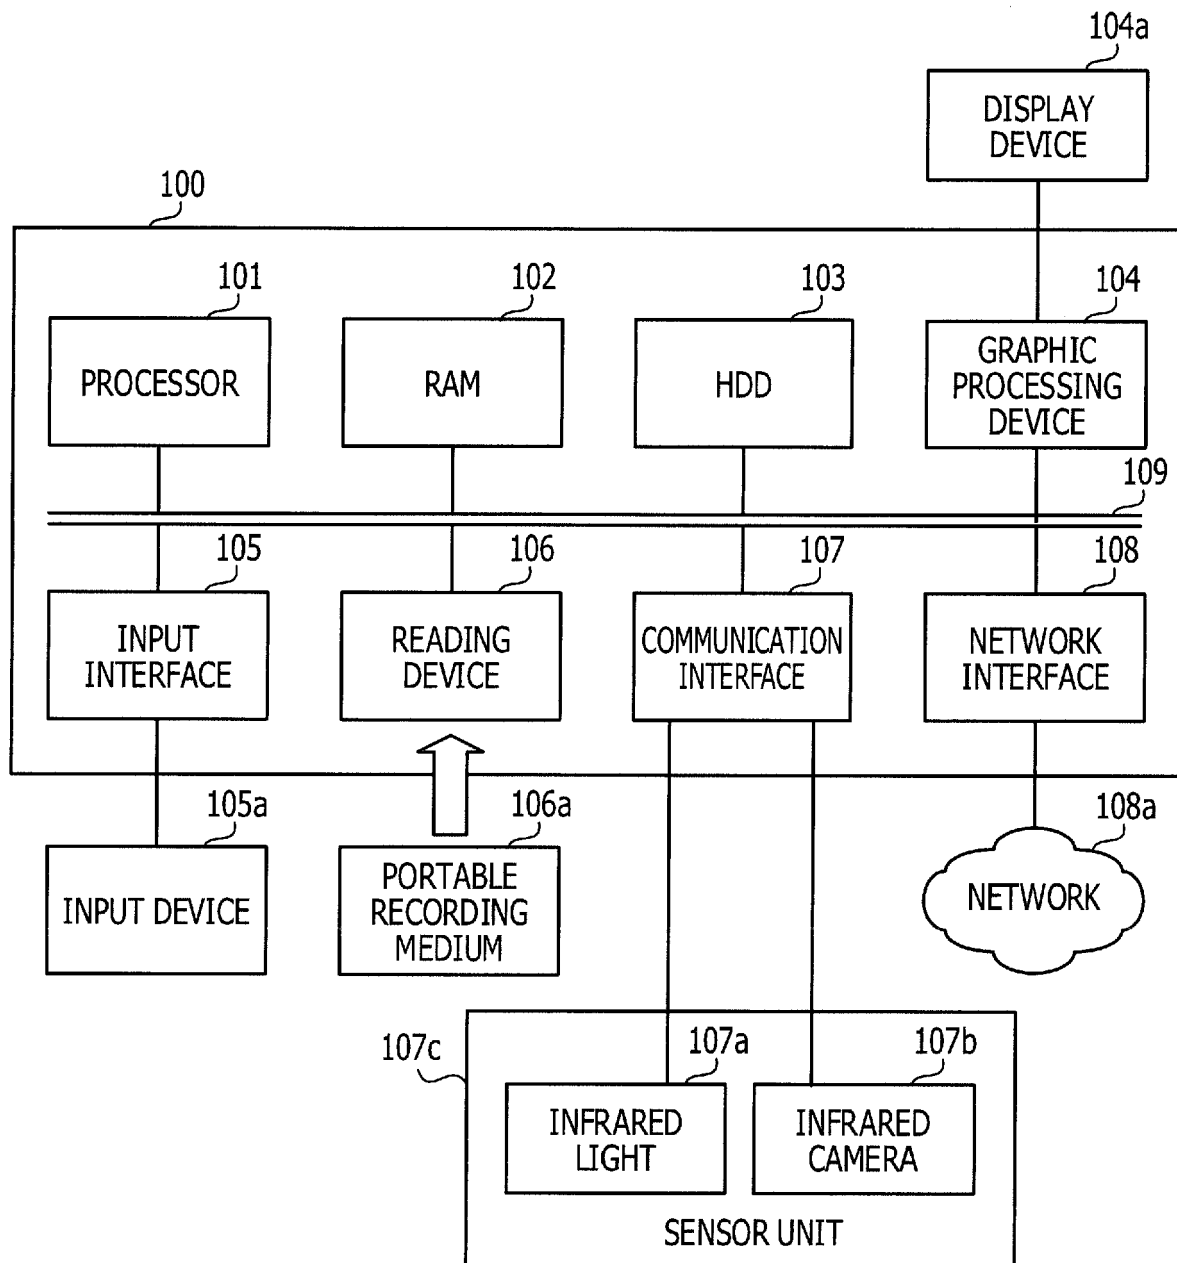 104a
DISPLAY
DEVICE
100
101
102
103
104
PROCESSOR
RAM
HDD
GRAPHIC
PROCESSING
DEVICE
109
105
106
107
108
INPUT
INTERFACE
READING
DEVICE
COMMUNICATION
INTERFACE
NETWORK
INTERFACE
105a
106a
108a
INPUT DEVICE
PORTABLE
RECORDING
MEDIUM
NETWORK
107c
107a
107b
INFRARED
LIGHT
INFRARED
CAMERA
SENSOR UNIT